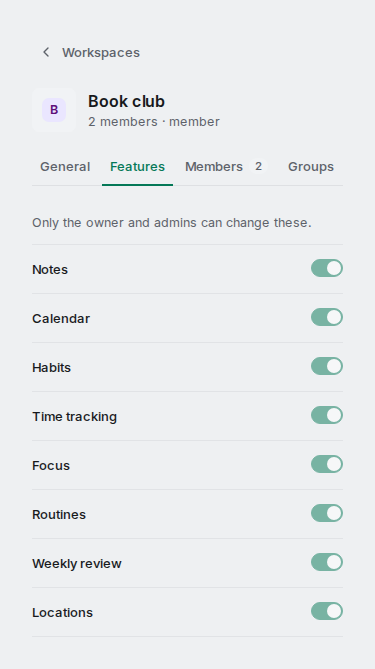 Workspaces
B
Book club
2 members · member
General Features Members 2 Groups
Only the owner and admins can change these.
Notes
Calendar
Habits
Time tracking
Focus
Routines
Weekly review
Locations